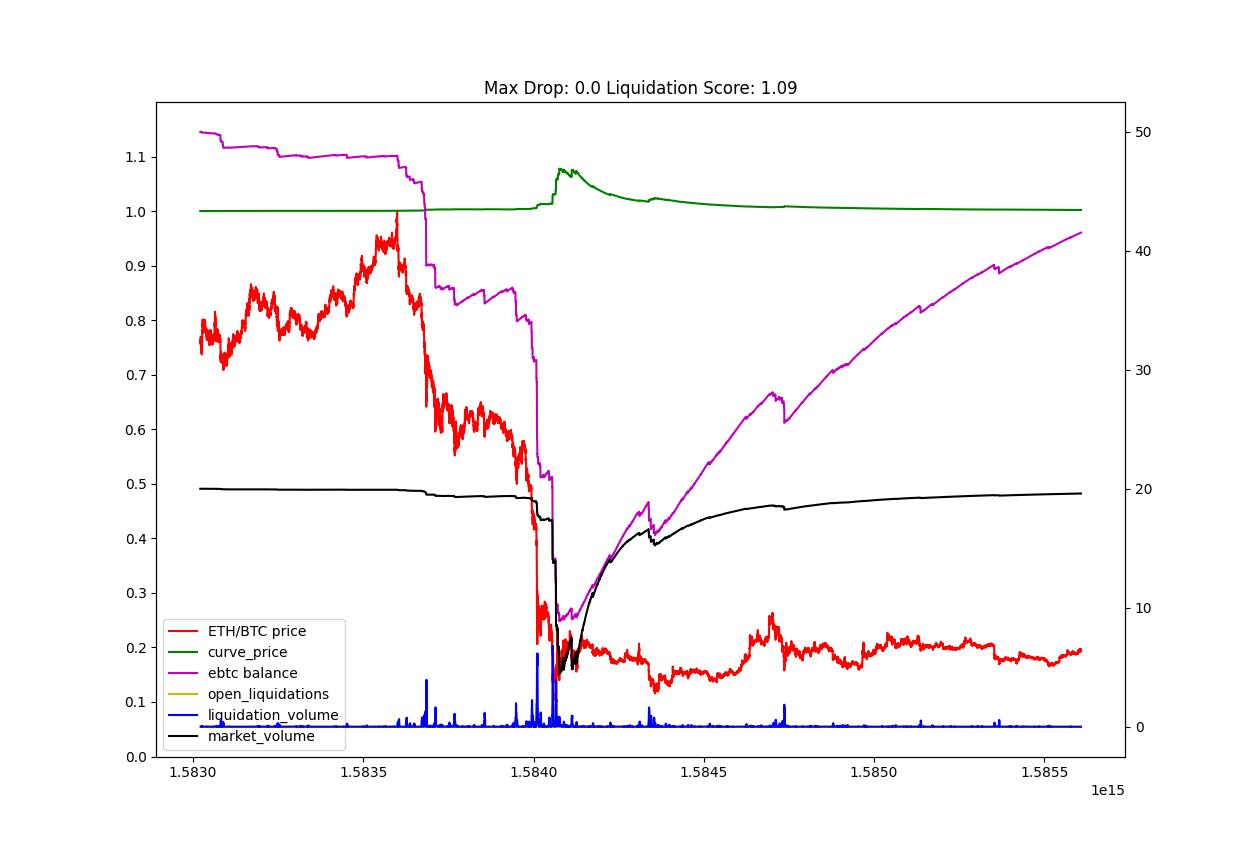 Max Drop: 0.0 Liquidation Score: 1.09
1.1
1.0
0.9
0.8
0.7
0.6
0.5
0.4
0.3
0.2
0.1
0.0
50
40
30
20
10
0
ETH/BTC price
curve_price
ebtc balance
open_liquidations
liquidation_volume
market_volume
1.5830 1.5835 1.5840 1.5845 1.5850 1.5855
1e15